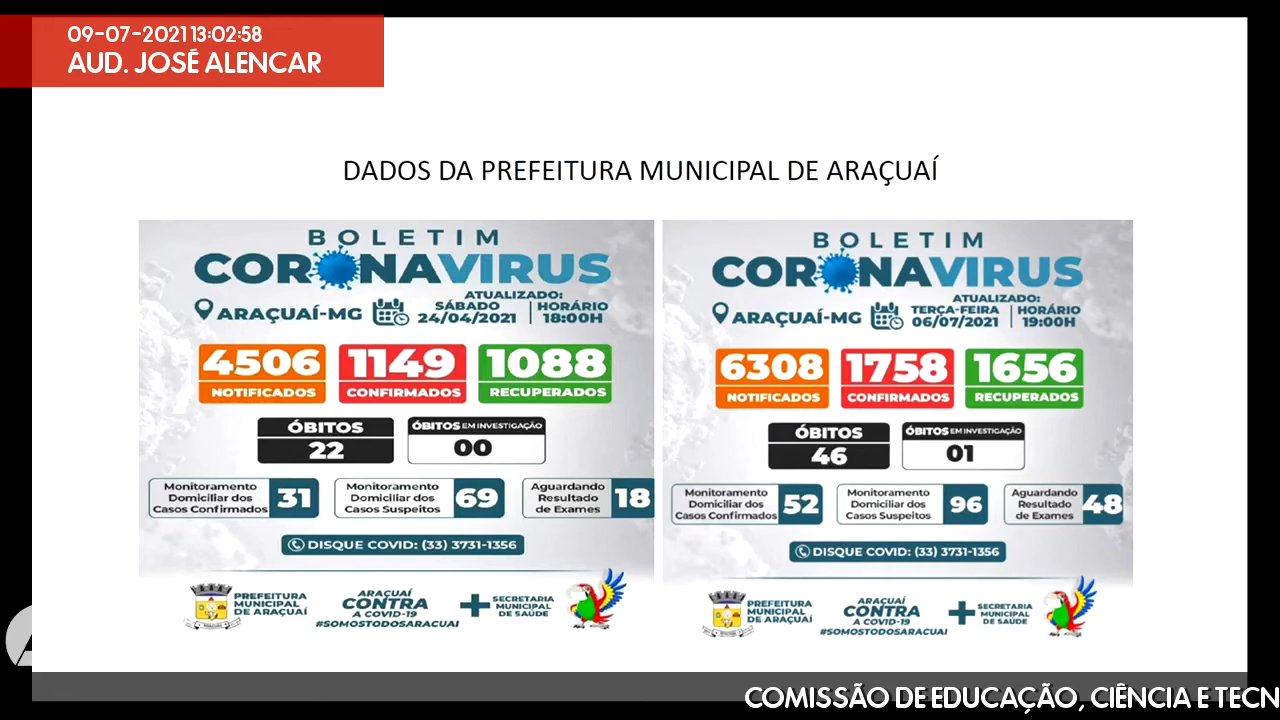 09-07-2021 13:02:58
AUD. JOSÉ ALENCAR
DADOS DA PREFEITURA MUNICIPAL DE ARAÇUAÍ
BOLETIM
CORONAVIRUS
ARAÇUAÍ-MG
ATUALIZADO:
SÁBADO
24/04/2021
HORÁRIO
18:00H
4506
NOTIFICADOS
1149
CONFIRMADOS
1088
RECUPERADOS
ÓBITOS
22
ÓBITOS EM INVESTIGAÇÃO
00
Monitoramento
Domiciliar dos
Casos Confirmados
31
Monitoramento
Domiciliar dos
Casos Suspeitos
69
Aguardando
Resultado
de Exames
18
DISQUE COVID: (33) 3731-1356
PREFEITURA
MUNICIPAL
DE ARAÇUAÍ
ARAÇUAÍ
CONTRA
A COVID-19
#SOMOSTODOSARACUAI
SECRETARIA
MUNICIPAL
DE SAÚDE
BOLETIM
CORONAVIRUS
ARAÇUAÍ-MG
ATUALIZADO:
TERÇA-FEIRA
06/07/2021
HORÁRIO
19:00H
6308
NOTIFICADOS
1758
CONFIRMADOS
1656
RECUPERADOS
ÓBITOS
46
ÓBITOS EM INVESTIGAÇÃO
01
Monitoramento
Domiciliar dos
Casos Confirmados
52
Monitoramento
Domiciliar dos
Casos Suspeitos
96
Aguardando
Resultado
de Exames
48
DISQUE COVID: (33) 3731-1356
PREFEITURA
MUNICIPAL
DE ARAÇUAÍ
ARAÇUAÍ
CONTRA
A COVID-19
#SOMOSTODOSARACUAI
SECRETARIA
MUNICIPAL
DE SAÚDE
COMISSÃO DE EDUCAÇÃO, CIÊNCIA E TECN